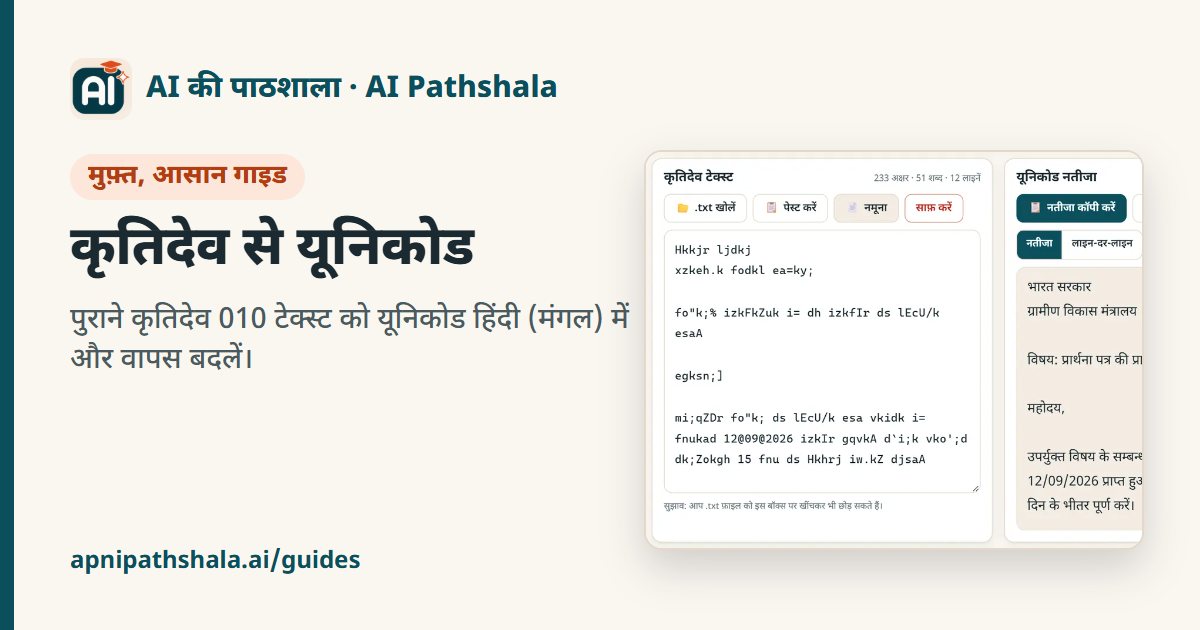 AI
AI की पाठशाला · AI Pathshala
मुफ़्त, आसान गाइड
कृतिदेव से यूनिकोड
पुराने कृतिदेव 010 टेक्स्ट को यूनिकोड हिंदी (मंगल) में
और वापस बदलें।
apnipathshala.ai/guides
कृतिदेव टेक्स्ट
233 अक्षर · 51 शब्द · 12 लाइनें
.txt खोलें
पेस्ट करें
नमूना
साफ़ करें
Hkkjr ljdkj
xzkeh.k fodkl ea=ky;
fo"k;% izkFkZuk i= dh izkfIr ds lEcU/k
esaA
egksn;]
mi;qZDr fo"k; ds lEcU/k esa vkidk i=
fnukad 12@09@2026 izkIr gqvkA d`i;k vko';d
dk;Zokgh 15 fnu ds Hkhrj iw.kZ djsaA
सुझाव: आप .txt फ़ाइल को इस बॉक्स पर खींचकर भी छोड़ सकते हैं।
यूनिकोड नतीजा
नतीजा कॉपी करें
नतीजा
लाइन-दर-लाइन
भारत सरकार
ग्रामीण विकास मंत्रालय
विषय: प्रार्थना पत्र की
महोदय,
उपर्युक्त विषय के
12/09/2026 प्राप्त
दिन के भीतर पूर्ण करें।